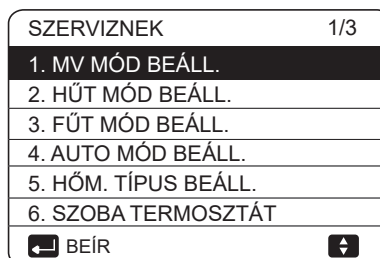 SZERVIZNEK 1/3
1. MV MÓD BEÁLL.
2. HŰT MÓD BEÁLL.
3. FŰT MÓD BEÁLL.
4. AUTO MÓD BEÁLL.
5. HŐM. TÍPUS BEÁLL.
6. SZOBA TERMOSZTÁT
BEÍR